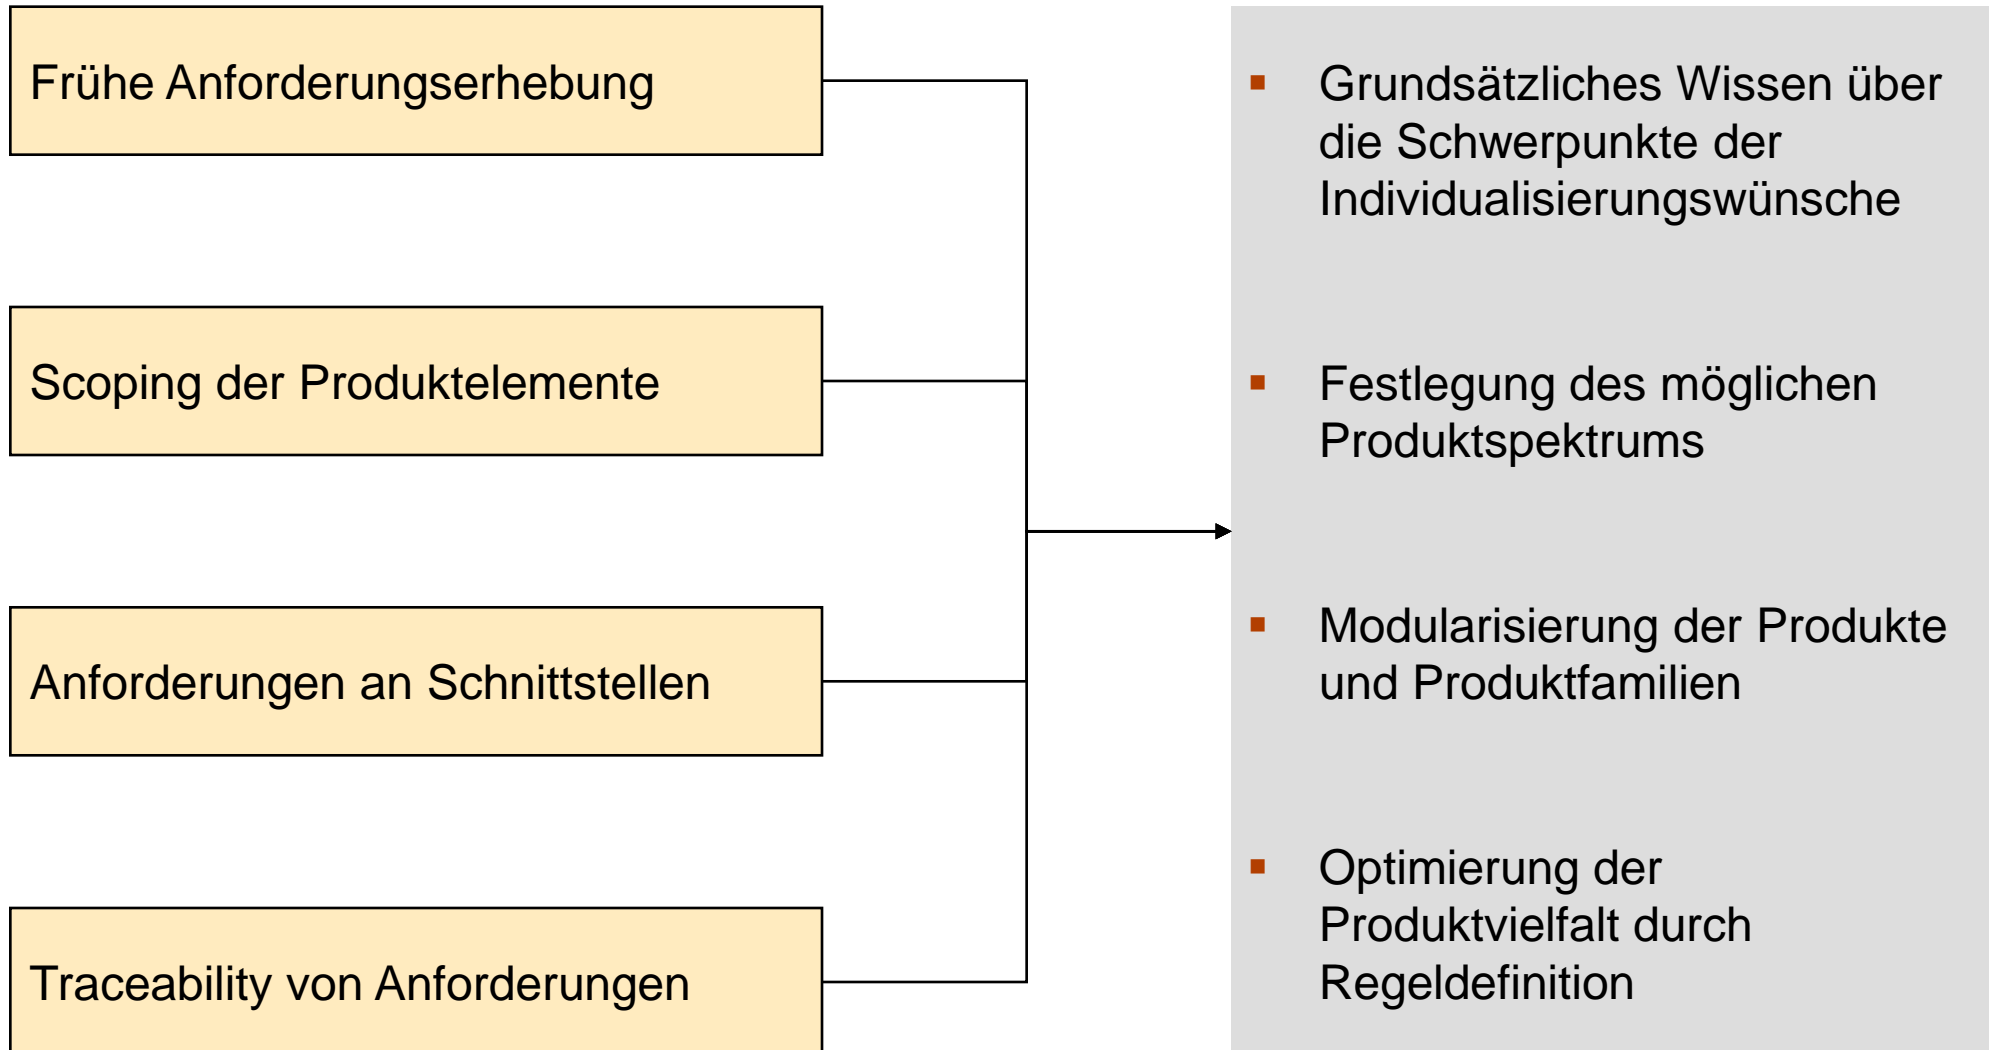 Frühe Anforderungserhebung
Scoping der Produktelemente
Anforderungen an Schnittstellen
Traceability von Anforderungen
▪ Grundsätzliches Wissen über
die Schwerpunkte der
Individualisierungswünsche
▪ Festlegung des möglichen
Produktspektrums
▪ Modularisierung der Produkte
und Produktfamilien
▪ Optimierung der
Produktvielfalt durch
Regeldefinition